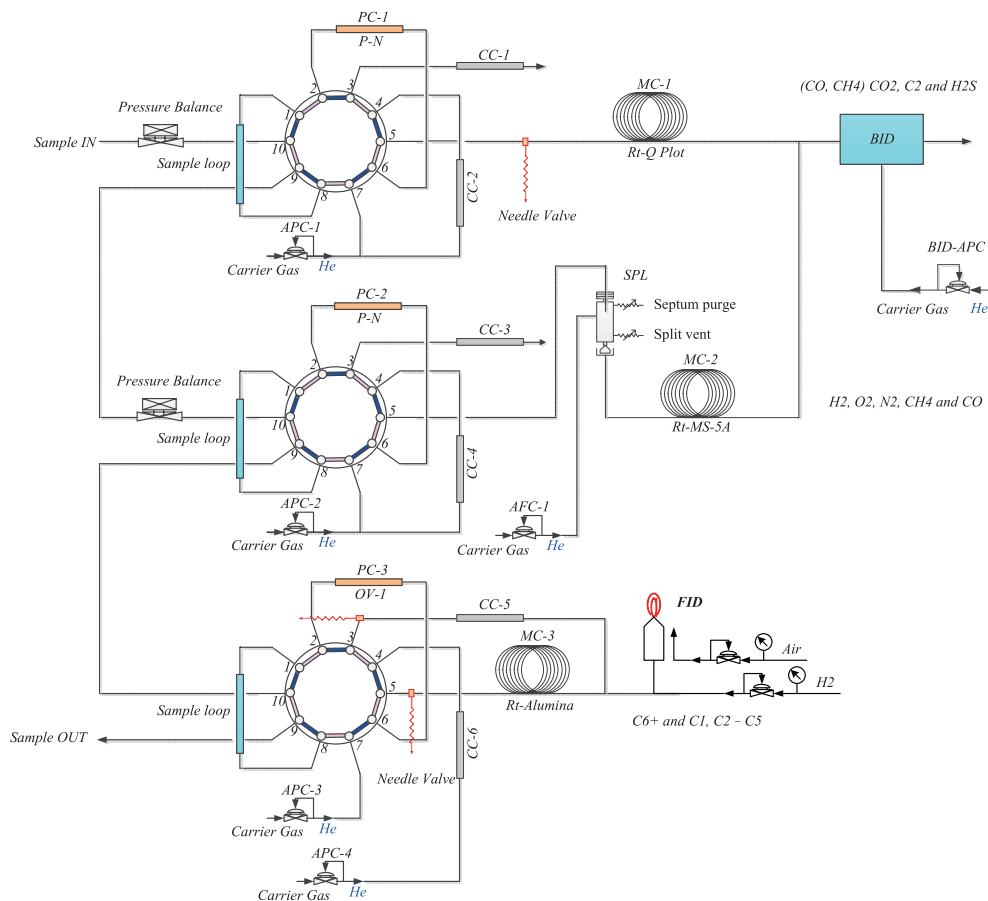 PC-1
P-N
CC-1
2
3
1
4
10
5
9
6
8
7
Pressure Balance
Sample IN
Sample loop
CC-2
APC-1
Carrier Gas
He
Needle Valve
MC-1
Rt-Q Plot
(CO, CH4) CO2, C2 and H2S
BID
BID-APC
Carrier Gas
He
PC-2
P-N
CC-3
2
3
1
4
10
5
9
6
8
7
Pressure Balance
Sample loop
CC-4
APC-2
Carrier Gas
He
SPL
Septum purge
Split vent
MC-2
Rt-MS-5A
H2, O2, N2, CH4 and CO
AFC-1
Carrier Gas
He
PC-3
OV-1
CC-5
2
3
1
4
10
5
9
6
8
7
Sample loop
Sample OUT
CC-6
Needle Valve
MC-3
Rt-Alumina
FID
Air
H2
C6+ and C1, C2 – C5
APC-3
Carrier Gas
He
APC-4
Carrier Gas
He